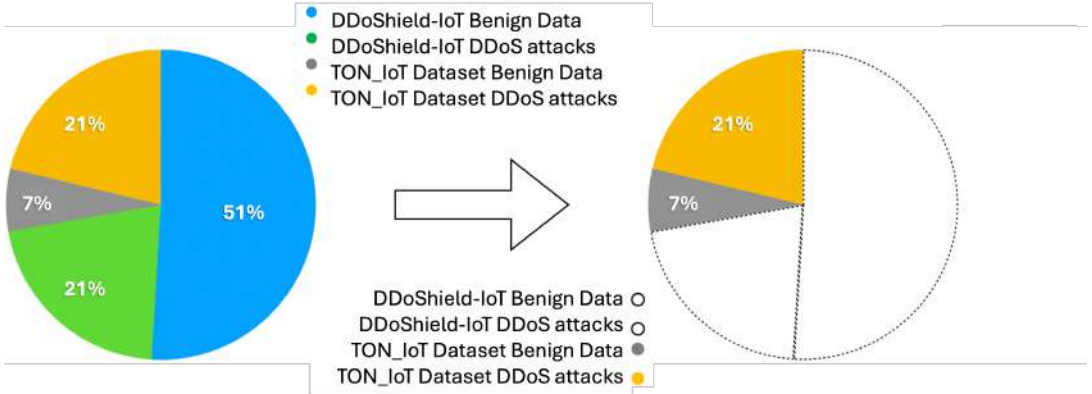 DDoShield-IoT Benign Data
DDoShield-IoT DDoS attacks
TON_IoT Dataset Benign Data
TON_IoT Dataset DDoS attacks
21%
7%
51%
21%
21%
7%
DDoShield-IoT Benign Data
DDoShield-IoT DDoS attacks
TON_IoT Dataset Benign Data
TON_IoT Dataset DDoS attacks